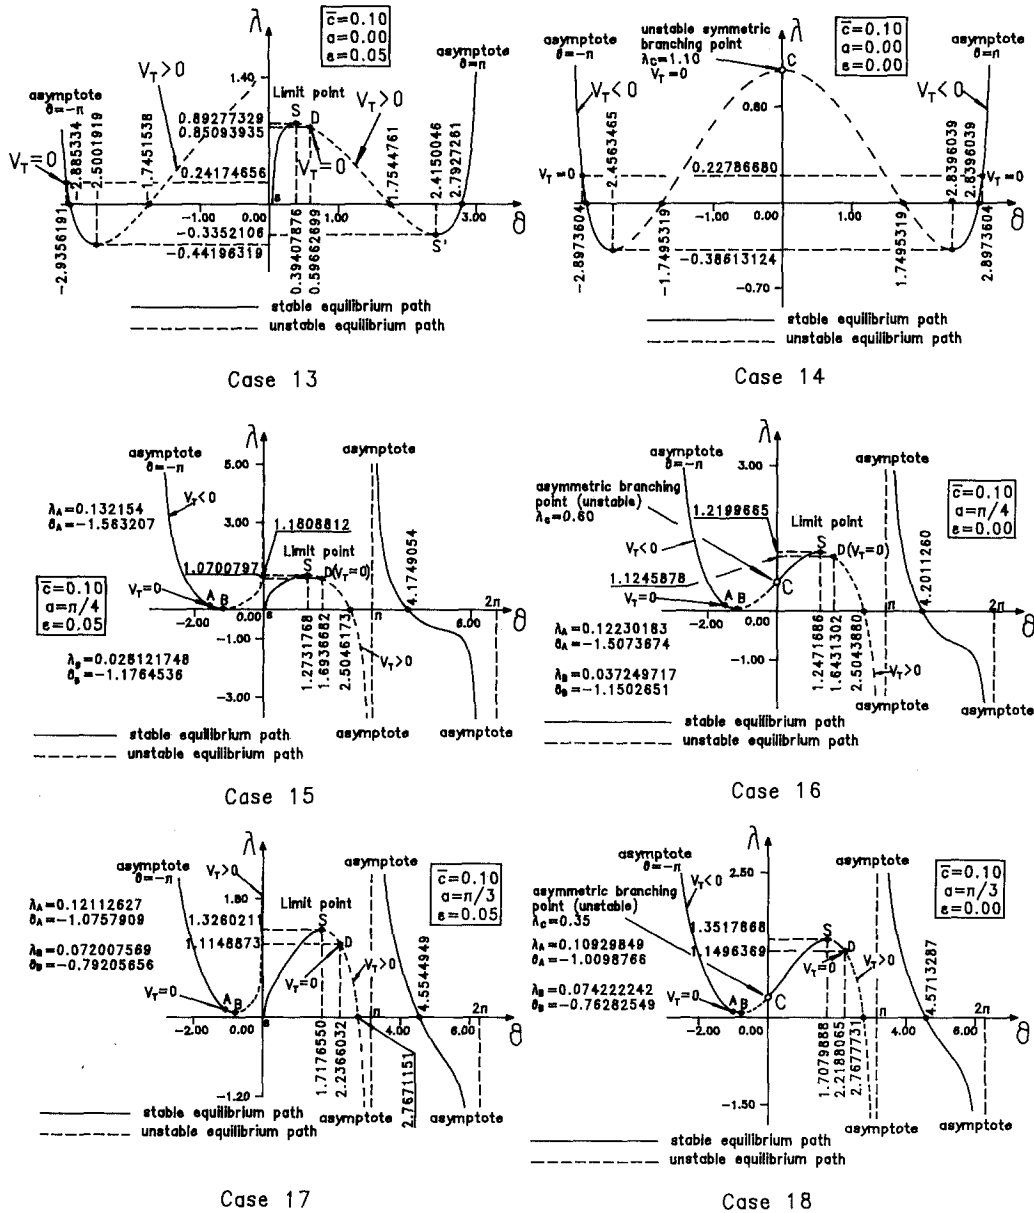 λ
c̄=0.10
a=0.00
ε=0.05
asymptote
θ=π
V_T>0
1.40
asymptote
θ=-π
Limit point
V_T>0
0.89277329
0.85093935
S
D
V_T=0
V_T=0
2.885334
2.5001919
1.7451538
0.24174656
1.7544761
2.4150046
2.7927261
-1.00
0.00
ε
3.00
θ
-0.3352106
-0.44196319
S'
-2.9356191
0.39407876
0.59662699
stable equilibrium path
unstable equilibrium path
Case 13
λ
unstable symmetric
branching point
λ_C=1.10
V_T=0
C
c̄=0.10
a=0.00
ε=0.00
asymptote
θ=-π
asymptote
θ=π
V_T<0
V_T<0
0.60
2.4563465
0.22786680
2.8396039
2.8396039
V_T=0
V_T=0
-1.00
0.00
1.00
θ
-2.8973604
-1.7495319
-0.38613124
1.7495319
2.8973604
-0.70
stable equilibrium path
unstable equilibrium path
Case 14
λ
asymptote
θ=-π
5.00
asymptote
V_T<0
λ_A=0.132154
θ_A=-1.563207
3.00
1.1808812
Limit point
1.0700797
S
D(V_T=0)
4.1749054
c̄=0.10
a=π/4
ε=0.05
V_T=0
A
B
2π
-2.00
0.00
ε
π
6.00
θ
-1.00
λ_B=0.028121748
θ_B=-1.1764536
1.2731768
1.6936682
2.5046173
V_T>0
-3.00
asymptote
asymptote
stable equilibrium path
unstable equilibrium path
Case 15
λ
asymptote
θ=-π
3.00
asymptote
asymmetric branching
point (unstable)
λ_C=0.60
1.2199665
Limit point
c̄=0.10
a=π/4
ε=0.00
V_T<0
S
D(V_T=0)
1.1245878
C
4.2011260
V_T=0
A
B
2π
-2.00
0.00
π
6.00
θ
λ_A=0.12230183
θ_A=-1.5073674
-1.00
λ_B=0.037249717
θ_B=-1.1502651
1.2471686
1.6431302
2.5043880
V_T>0
asymptote
asymptote
stable equilibrium path
unstable equilibrium path
Case 16
λ
asymptote
θ=-π
V_T>0
asymptote
c̄=0.10
a=π/3
ε=0.05
λ_A=0.12112627
θ_A=-1.0757909
1.80
1.3260211
Limit point
S
λ_B=0.072007569
θ_B=-0.79205656
1.1148873
D
V_T>0
V_T=0
V_T=0
A
B
4.5544949
2π
-2.00
0.00
ε
π
6.00
θ
1.7176550
2.2366032
2.7671151
-1.20
asymptote
asymptote
stable equilibrium path
unstable equilibrium path
Case 17
λ
asymptote
θ=-π
V_T<0
2.50
asymptote
c̄=0.10
a=π/3
ε=0.00
asymmetric branching
point (unstable)
λ_C=0.35
1.3517868
S
λ_A=0.10929849
θ_A=-1.0098766
1.1496369
D
V_T=0
V_T>0
λ_B=0.074222242
θ_B=-0.76282549
V_T=0
A
B
C
4.5713287
2π
-2.00
0.00
π
4.00
6.00
θ
1.7079888
2.2188065
2.7677731
-1.50
asymptote
asymptote
stable equilibrium path
unstable equilibrium path
Case 18